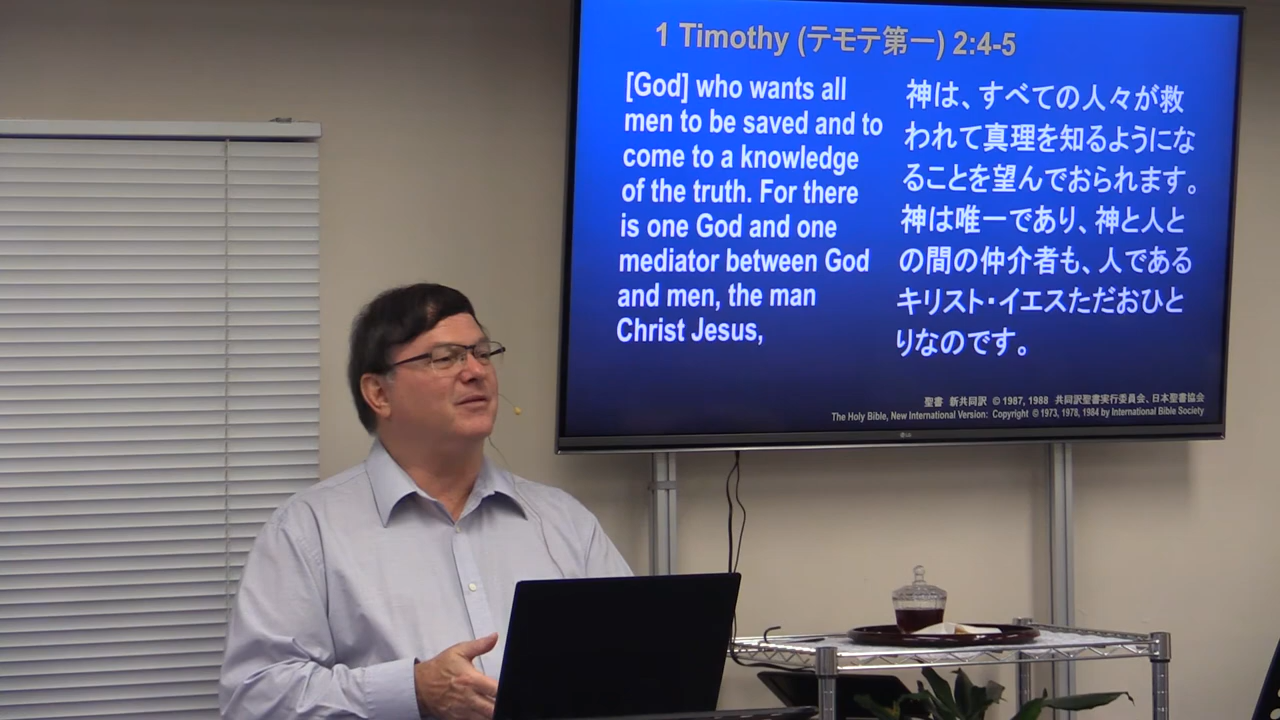 1 Timothy (テモテ第一) 2:4-5
[God] who wants all
men to be saved and to
come to a knowledge
of the truth. For there
is one God and one
mediator between God
and men, the man
Christ Jesus,
神は、すべての人々が救
われて真理を知るようにな
ることを望んでおられます。
神は唯一であり、神と人と
の間の仲介者も、人である
キリスト・イエスただおひと
りなのです。
聖書 新共同訳 © 1987, 1988 共同訳聖書実行委員会、日本聖書協会
The Holy Bible, New International Version: Copyright © 1973, 1978, 1984 by International Bible Society
LG